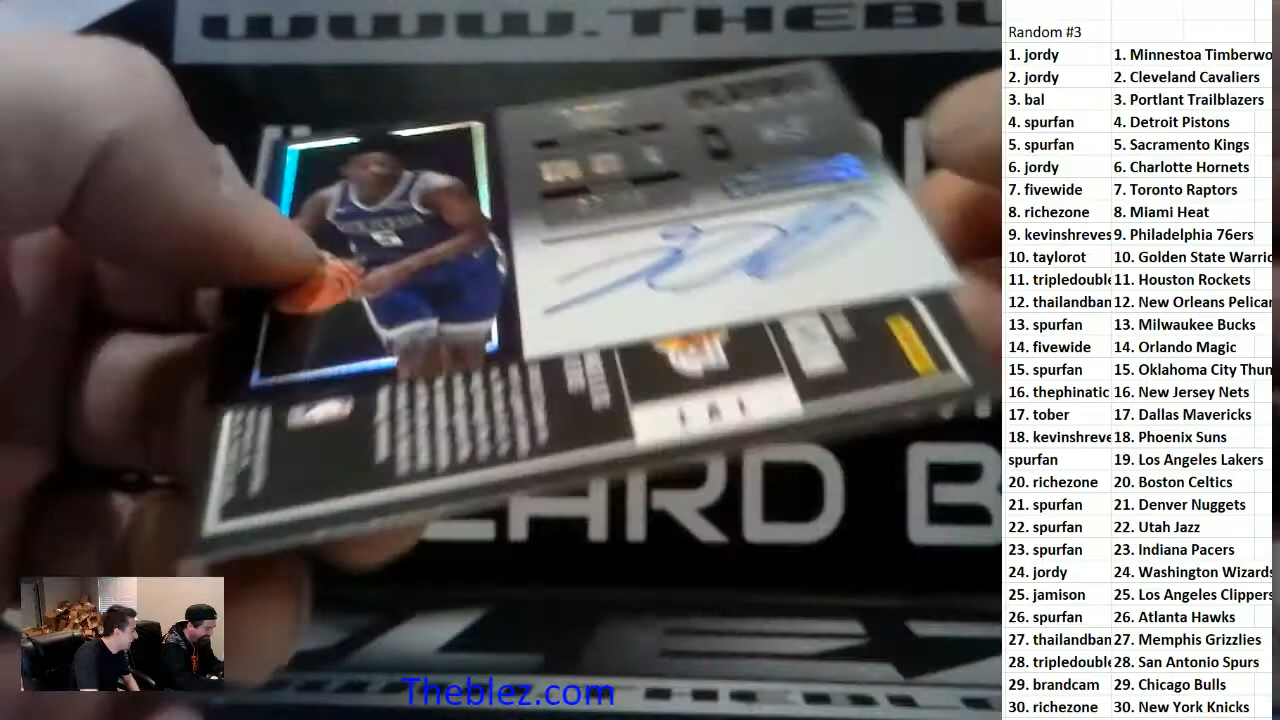 WWW.THEBL
Random #3
1. jordy 1. Minnestoa Timberwo
2. jordy 2. Cleveland Cavaliers
3. bal 3. Portlant Trailblazers
4. spurfan 4. Detroit Pistons
5. spurfan 5. Sacramento Kings
6. jordy 6. Charlotte Hornets
7. fivewide 7. Toronto Raptors
8. richezone 8. Miami Heat
9. kevinshreves 9. Philadelphia 76ers
10. taylorot 10. Golden State Warric
11. tripledouble 11. Houston Rockets
12. thailandban 12. New Orleans Pelican
13. spurfan 13. Milwaukee Bucks
14. fivewide 14. Orlando Magic
15. spurfan 15. Oklahoma City Thun
16. thephinatic 16. New Jersey Nets
17. tober 17. Dallas Mavericks
18. kevinshreve 18. Phoenix Suns
spurfan 19. Los Angeles Lakers
20. richezone 20. Boston Celtics
21. spurfan 21. Denver Nuggets
22. spurfan 22. Utah Jazz
23. spurfan 23. Indiana Pacers
24. jordy 24. Washington Wizards
25. jamison 25. Los Angeles Clippers
26. spurfan 26. Atlanta Hawks
27. thailandban 27. Memphis Grizzlies
28. tripledouble 28. San Antonio Spurs
29. brandcam 29. Chicago Bulls
30. richezone 30. New York Knicks
ARD B
Theblez.com